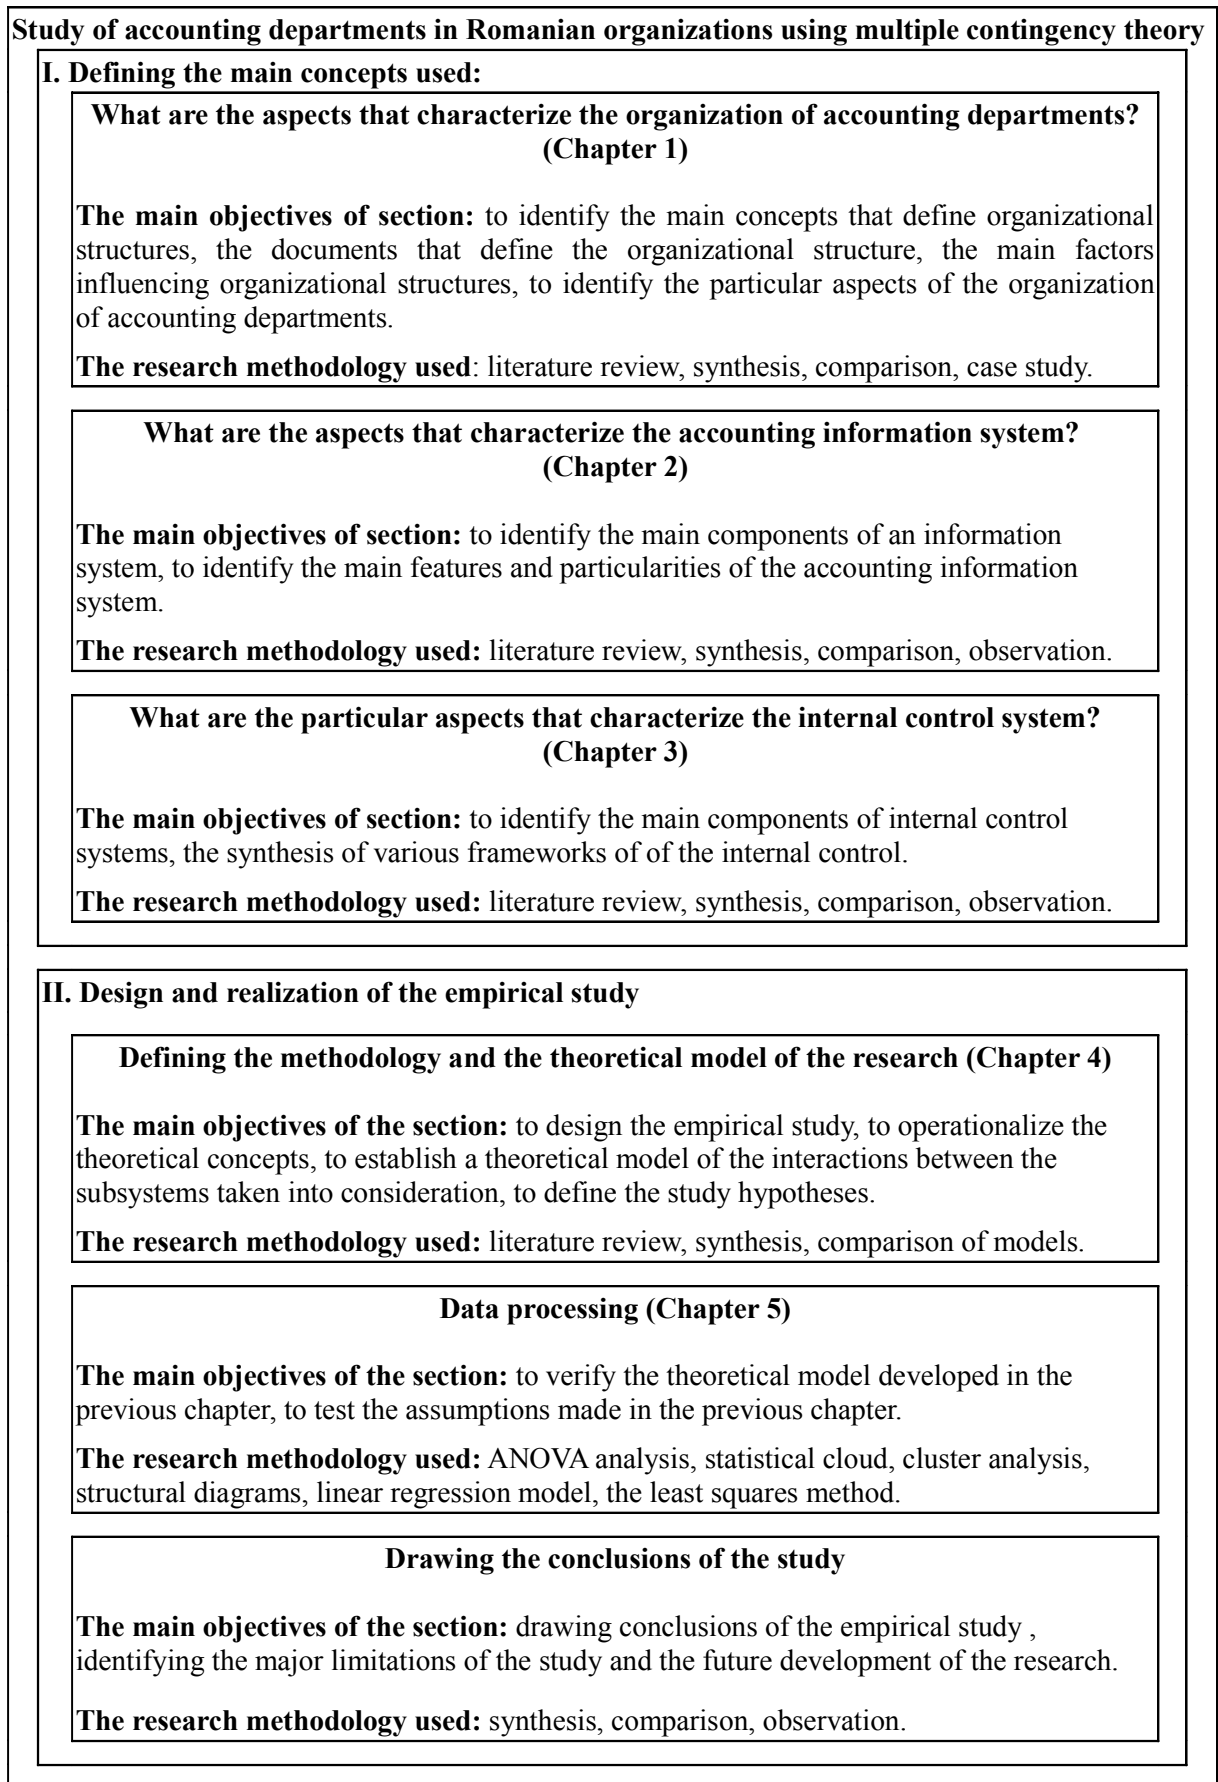 Study of accounting departments in Romanian organizations using multiple contingency theory
I. Defining the main concepts used:
What are the aspects that characterize the organization of accounting departments?
(Chapter 1)
The main objectives of section: to identify the main concepts that define organizational
structures, the documents that define the organizational structure, the main factors
influencing organizational structures, to identify the particular aspects of the organization
of accounting departments.
The research methodology used: literature review, synthesis, comparison, case study.
What are the aspects that characterize the accounting information system?
(Chapter 2)
The main objectives of section: to identify the main components of an information
system, to identify the main features and particularities of the accounting information
system.
The research methodology used: literature review, synthesis, comparison, observation.
What are the particular aspects that characterize the internal control system?
(Chapter 3)
The main objectives of section: to identify the main components of internal control
systems, the synthesis of various frameworks of of the internal control.
The research methodology used: literature review, synthesis, comparison, observation.
II. Design and realization of the empirical study
Defining the methodology and the theoretical model of the research (Chapter 4)
The main objectives of the section: to design the empirical study, to operationalize the
theoretical concepts, to establish a theoretical model of the interactions between the
subsystems taken into consideration, to define the study hypotheses.
The research methodology used: literature review, synthesis, comparison of models.
Data processing (Chapter 5)
The main objectives of the section: to verify the theoretical model developed in the
previous chapter, to test the assumptions made in the previous chapter.
The research methodology used: ANOVA analysis, statistical cloud, cluster analysis,
structural diagrams, linear regression model, the least squares method.
Drawing the conclusions of the study
The main objectives of the section: drawing conclusions of the empirical study ,
identifying the major limitations of the study and the future development of the research.
The research methodology used: synthesis, comparison, observation.